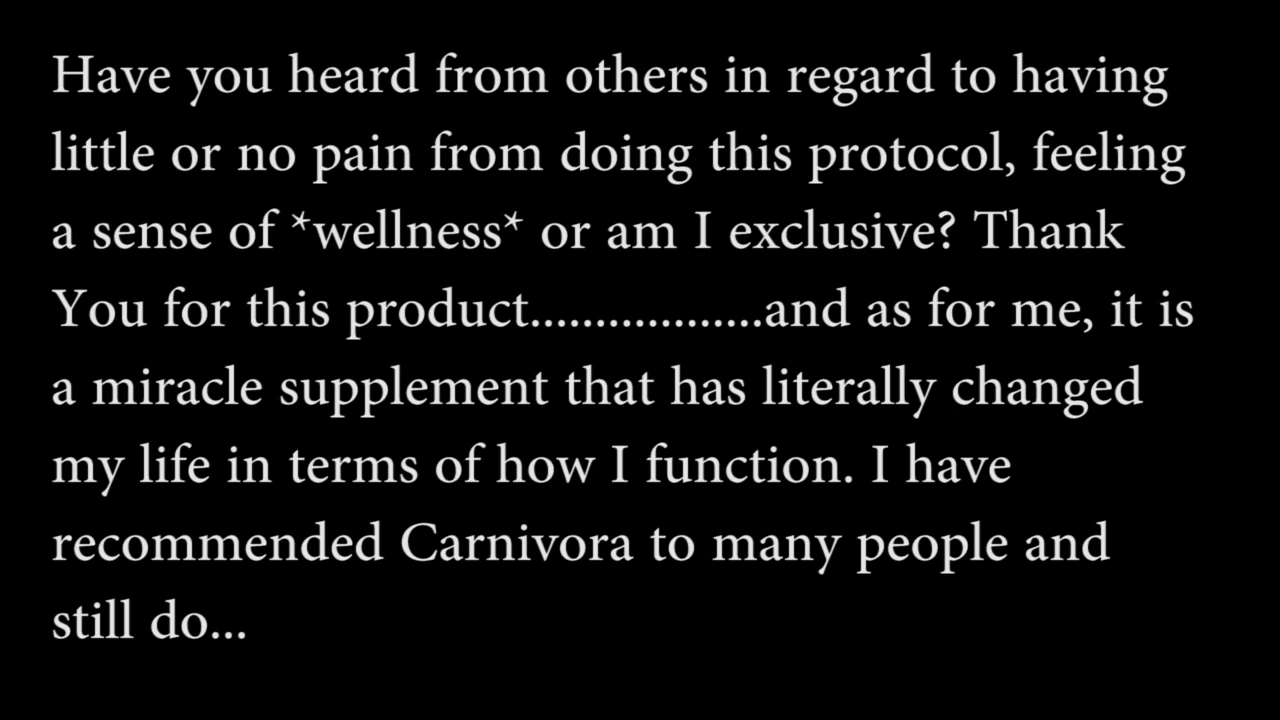 Have you heard from others in regard to having
little or no pain from doing this protocol, feeling
a sense of *wellness* or am I exclusive? Thank
You for this product..................and as for me, it is
a miracle supplement that has literally changed
my life in terms of how I function. I have
recommended Carnivora to many people and
still do...